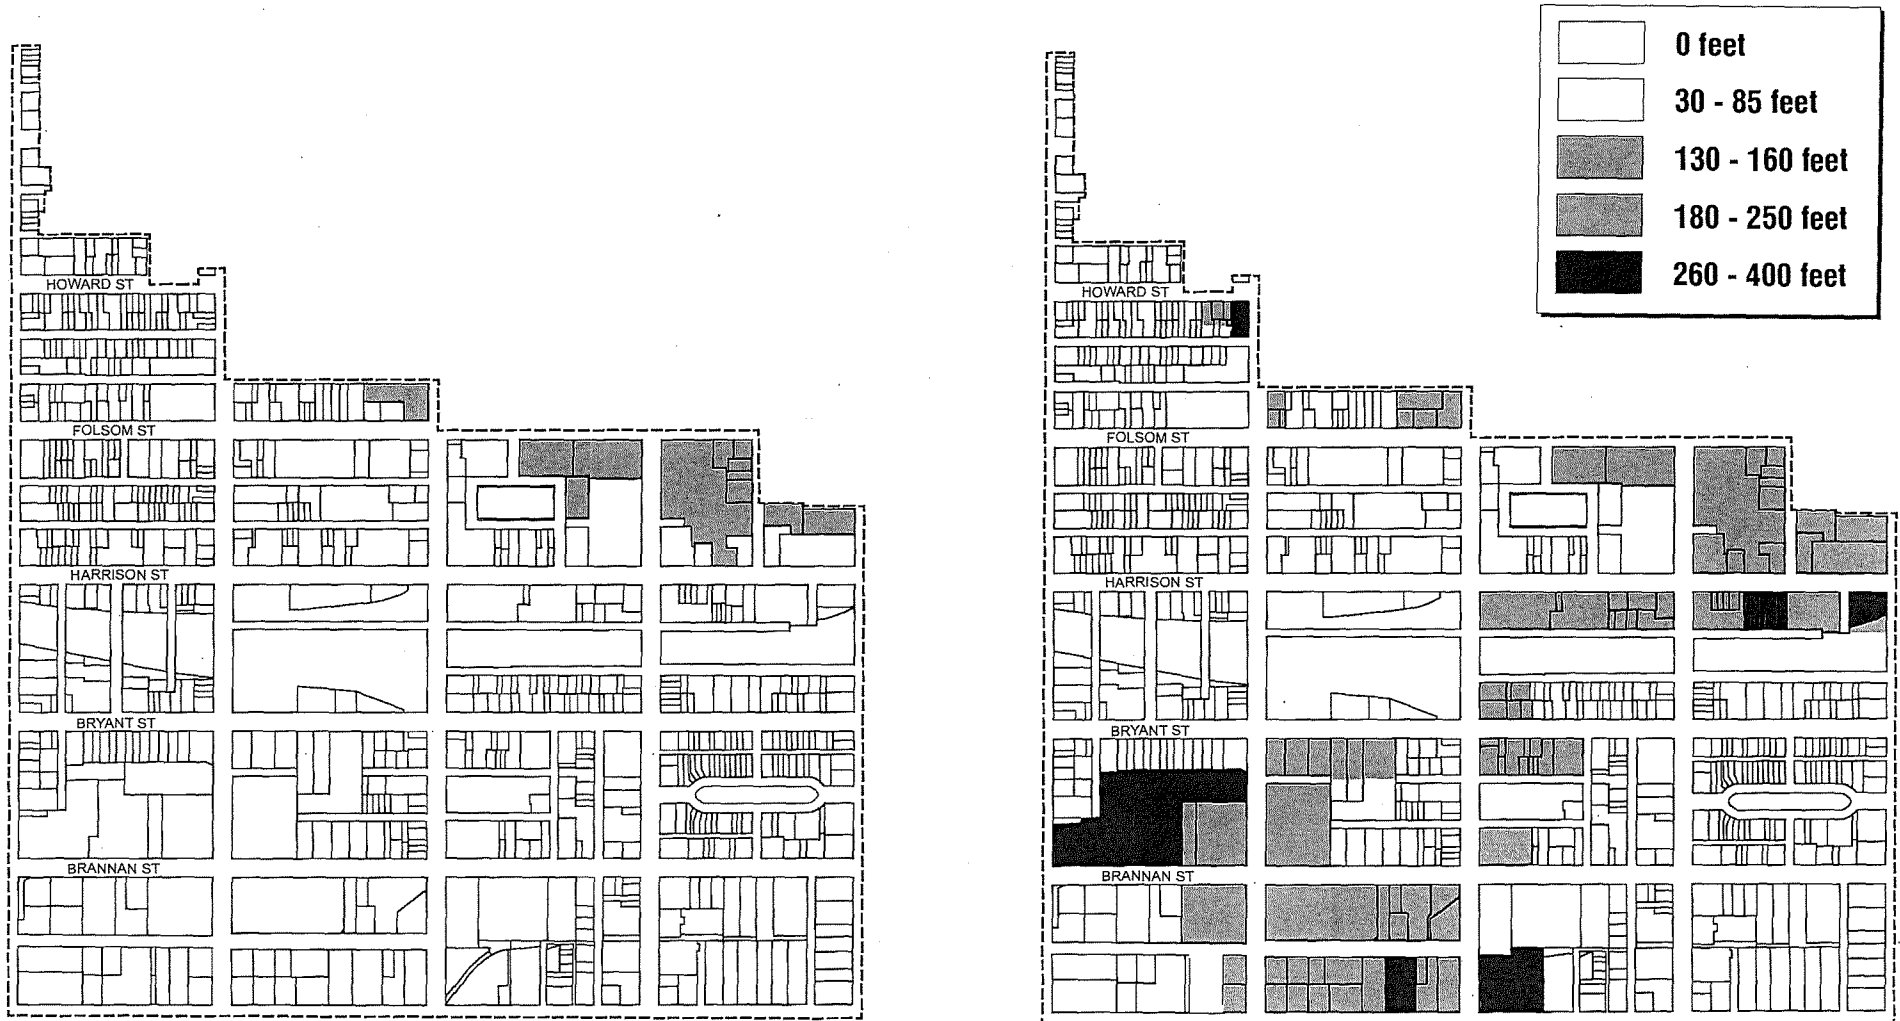 HOWARD ST
FOLSOM ST
HARRISON ST
BRYANT ST
BRANNAN ST
HOWARD ST
FOLSOM ST
HARRISON ST
BRYANT ST
BRANNAN ST
0 feet
30 - 85 feet
130 - 160 feet
180 - 250 feet
260 - 400 feet